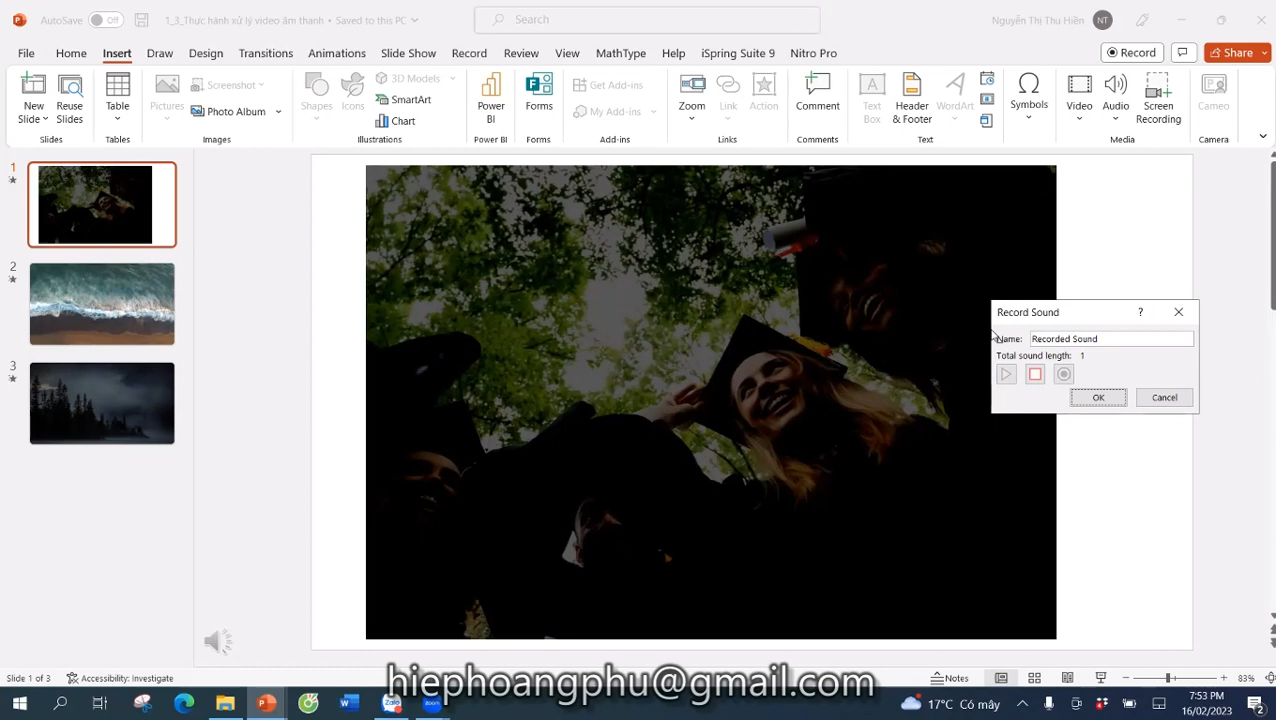 AutoSave Off 1_3_Thực hành xử lý video âm thanh • Saved to this PC Search Nguyễn Thị Thu Hiền NT
File Home Insert Draw Design Transitions Animations Slide Show Record Review View MathType Help iSpring Suite 9 Nitro Pro Record Share
New Slide Reuse Slides Table Pictures Screenshot Photo Album Shapes Icons 3D Models SmartArt Chart Power BI Forms Get Add-ins My Add-ins Zoom Link Action Comment Text Box Header & Footer WordArt Symbols Video Audio Screen Recording Cameo
Slides Tables Images Illustrations Power BI Forms Add-ins Links Comments Text Media Camera
1
2
3
Record Sound ?
Name: Recorded Sound
Total sound length: 1
OK Cancel
Slide 1 of 3 Accessibility: Investigate Notes 83%
hiephoangphu@gmail.com
Zalo zoom 17°C Có mây 7:53 PM
16/02/2023 2